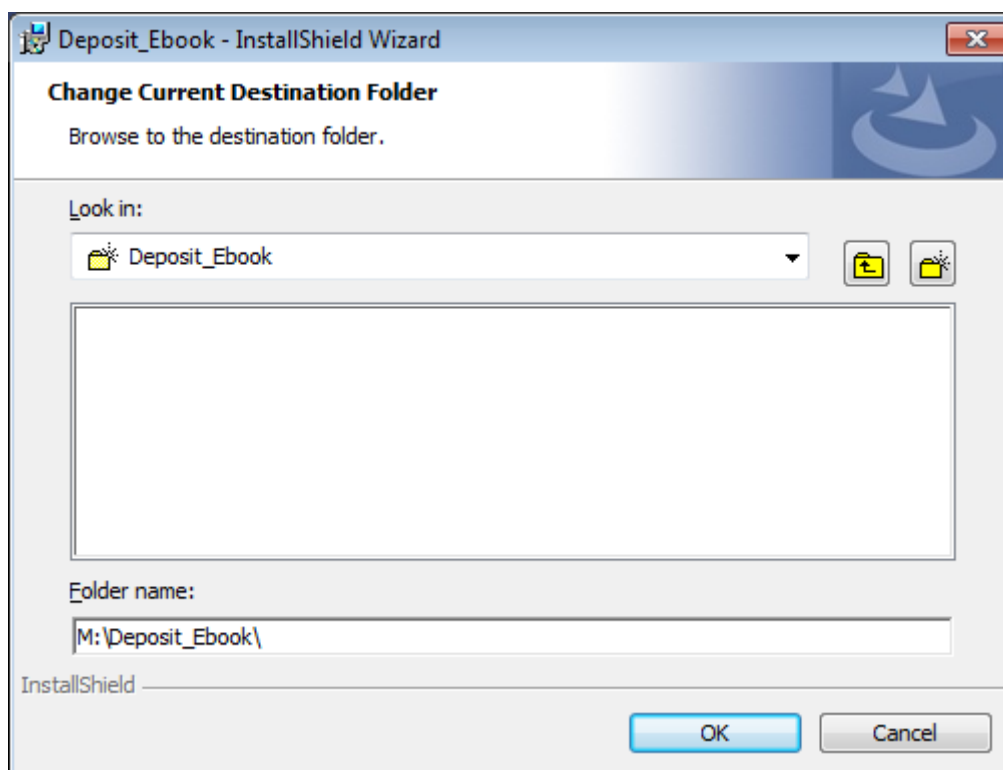 Deposit_Ebook - InstallShield Wizard
Change Current Destination Folder
Browse to the destination folder.
Look in:
Deposit_Ebook
Folder name:
M:\Deposit_Ebook\
InstallShield
OK
Cancel